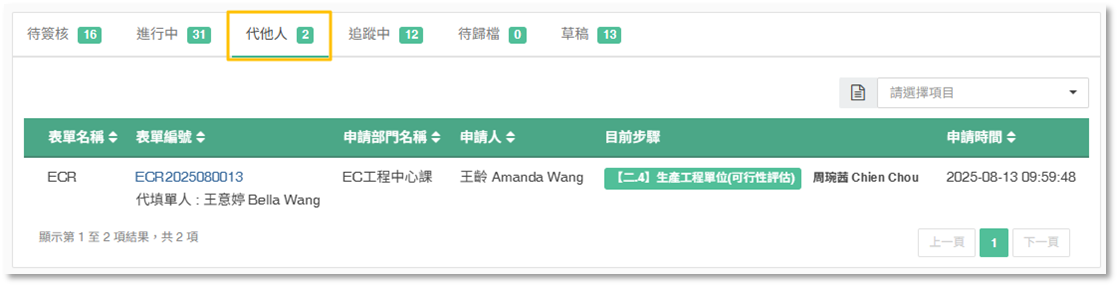 待簽核 16 進行中 31 代他人 2 追蹤中 12 待歸檔 0 草稿 13
請選擇項目
表單名稱 表單編號 申請部門名稱 申請人 目前步驟 申請時間
ECR ECR2025080013 EC工程中心課 王齡 Amanda Wang 【二.4】生產工程單位(可行性評估) 周琬茜 Chien Chou 2025-08-13 09:59:48
代填單人 : 王意婷 Bella Wang
顯示第 1 至 2 項結果，共 2 項 上一頁 1 下一頁